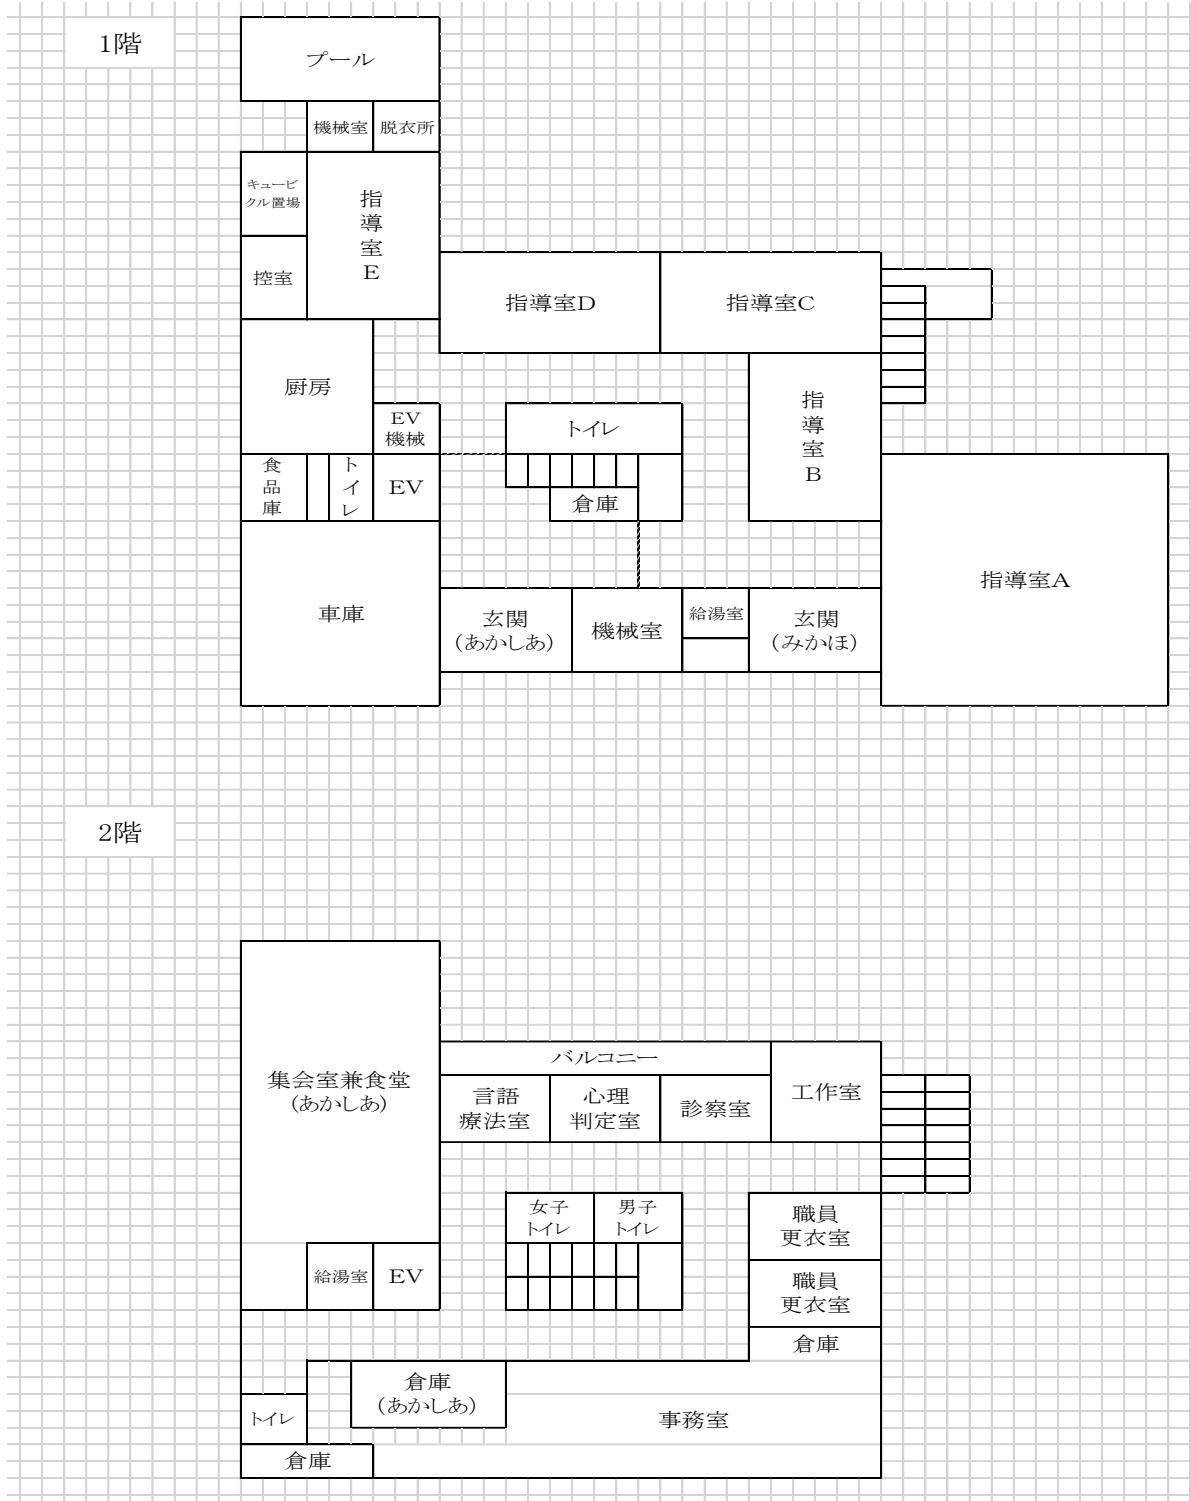 1階
プール
機械室
脱衣所
キュービ
クル置場
指
導
室
E
控室
指導室D
指導室C
厨房
EV
機械
トイレ
指
導
室
B
食
品
庫
ト
イ
レ
EV
倉庫
指導室A
車庫
玄関
(あかしあ)
機械室
給湯室
玄関
(みかほ)
2階
集会室兼食堂
(あかしあ)
バルコニー
言語
療法室
心理
判定室
診察室
工作室
女子
トイレ
男子
トイレ
職員
更衣室
給湯室
EV
職員
更衣室
倉庫
倉庫
(あかしあ)
トイレ
事務室
倉庫